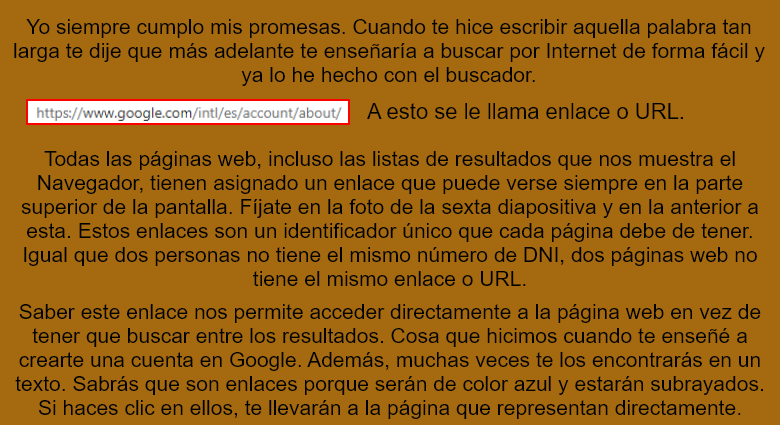 Yo siempre cumplo mis promesas. Cuando te hice escribir aquella palabra tan
larga te dije que más adelante te enseñaría a buscar por Internet de forma fácil y
ya lo he hecho con el buscador.
https://www.google.com/intl/es/account/about/ A esto se le llama enlace o URL.
Todas las páginas web, incluso las listas de resultados que nos muestra el
Navegador, tienen asignado un enlace que puede verse siempre en la parte
superior de la pantalla. Fíjate en la foto de la sexta diapositiva y en la anterior a
esta. Estos enlaces son un identificador único que cada página debe de tener.
Igual que dos personas no tiene el mismo número de DNI, dos páginas web no
tiene el mismo enlace o URL.
Saber este enlace nos permite acceder directamente a la página web en vez de
tener que buscar entre los resultados. Cosa que hicimos cuando te enseñé a
crearte una cuenta en Google. Además, muchas veces te los encontrarás en un
texto. Sabrás que son enlaces porque serán de color azul y estarán subrayados.
Si haces clic en ellos, te llevarán a la página que representan directamente.